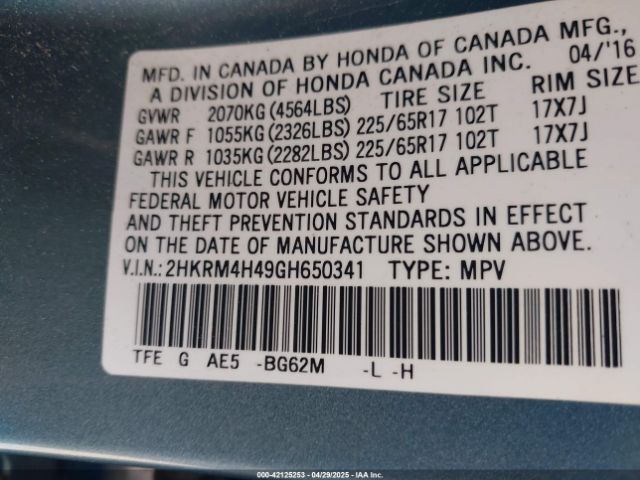 MFD. IN CANADA BY HONDA OF CANADA MFG.,
A DIVISION OF HONDA CANADA INC. 04/'16
GVWR 2070KG(4564LBS) TIRE SIZE RIM SIZE
GAWR F 1055KG(2326LBS) 225/65R17 102T 17X7J
GAWR R 1035KG(2282LBS) 225/65R17 102T 17X7J
THIS VEHICLE CONFORMS TO ALL APPLICABLE
FEDERAL MOTOR VEHICLE SAFETY
AND THEFT PREVENTION STANDARDS IN EFFECT
ON THE DATE OF MANUFACTURE SHOWN ABOVE.
V.I.N.:2HKRM4H49GH650341 TYPE: MPV
TFE G AE5 -BG62M -L -H
000-42125253 - 04/29/2025 - IAA Inc.